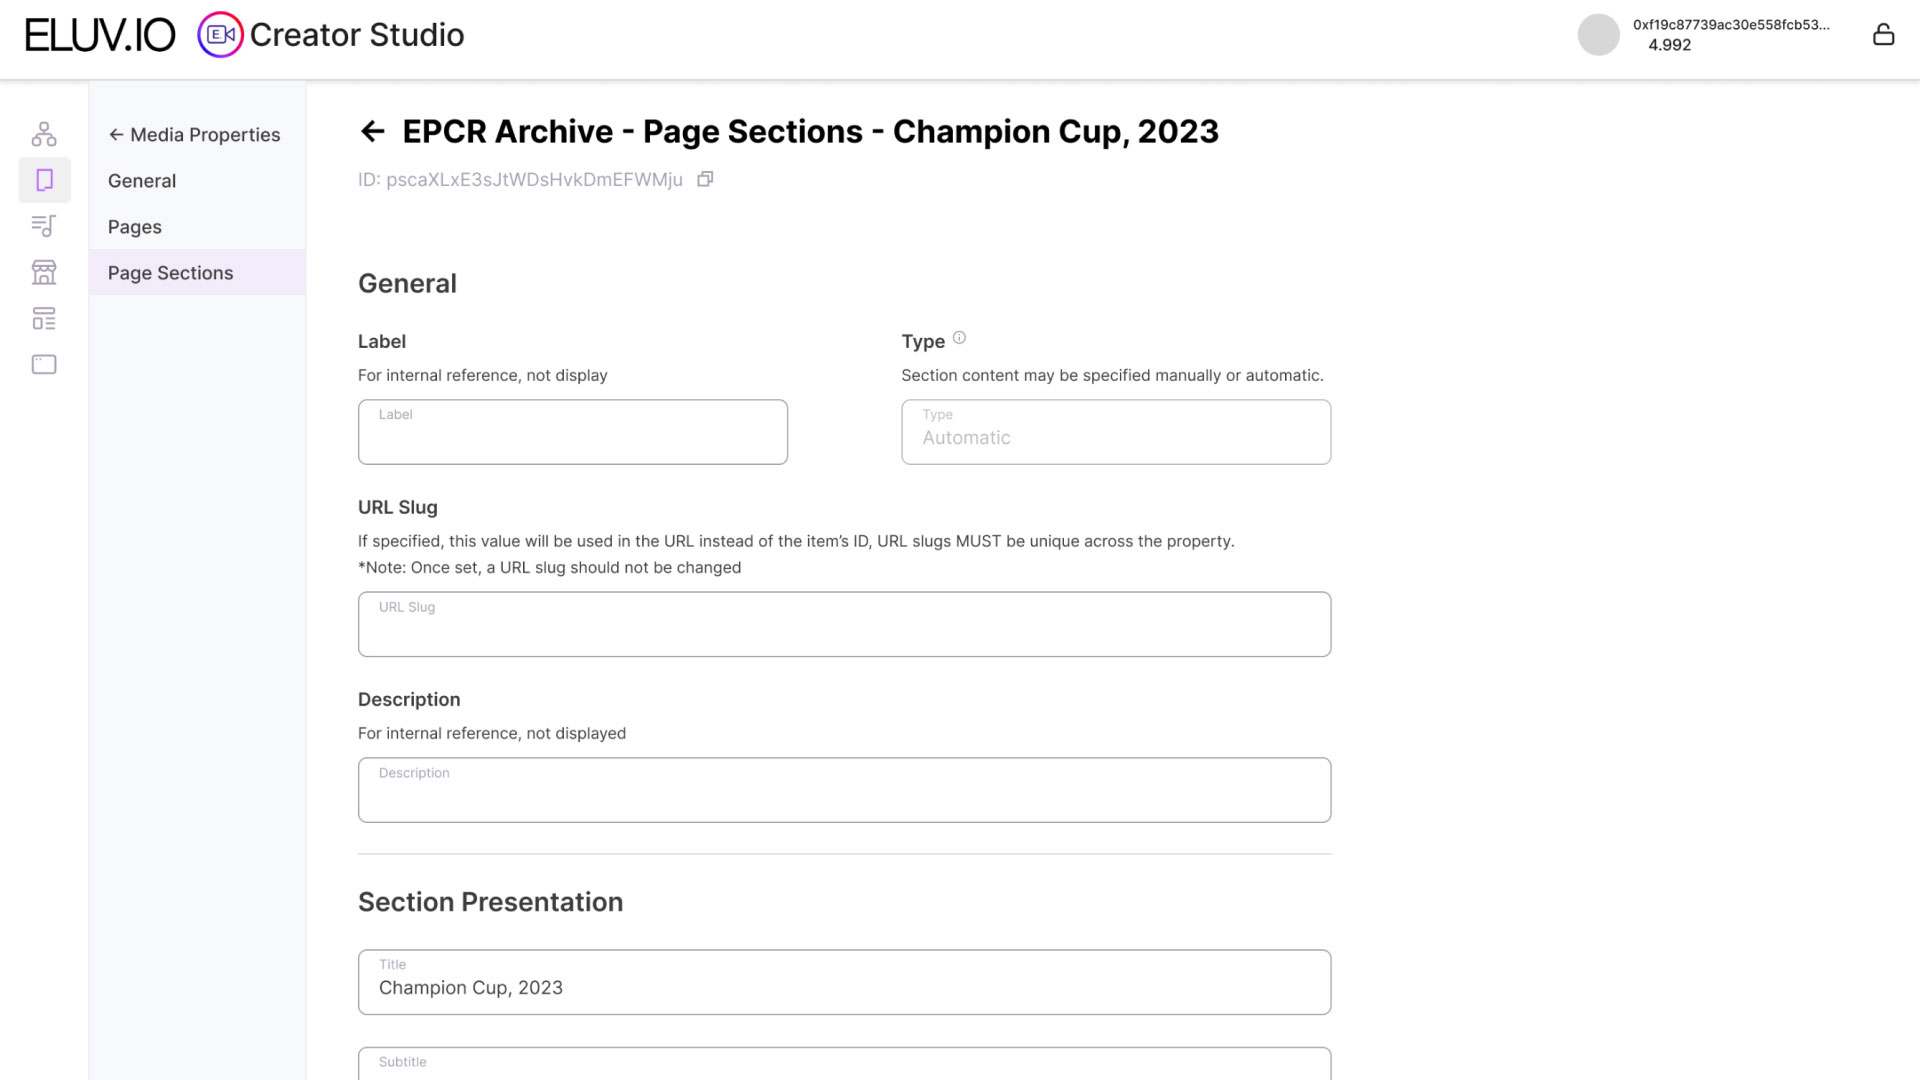 ELUV.IO Creator Studio
0xf19c87739ac30e558fcb53...
4.992
← Media Properties
General
Pages
Page Sections
← EPCR Archive - Page Sections - Champion Cup, 2023
ID: pscaXLxE3sJtWDsHvkDmEFWMju
General
Label
For internal reference, not display
Label
Type
Section content may be specified manually or automatic.
Type
Automatic
URL Slug
If specified, this value will be used in the URL instead of the item's ID, URL slugs MUST be unique across the property.
*Note: Once set, a URL slug should not be changed
URL Slug
Description
For internal reference, not displayed
Description
Section Presentation
Title
Champion Cup, 2023
Subtitle